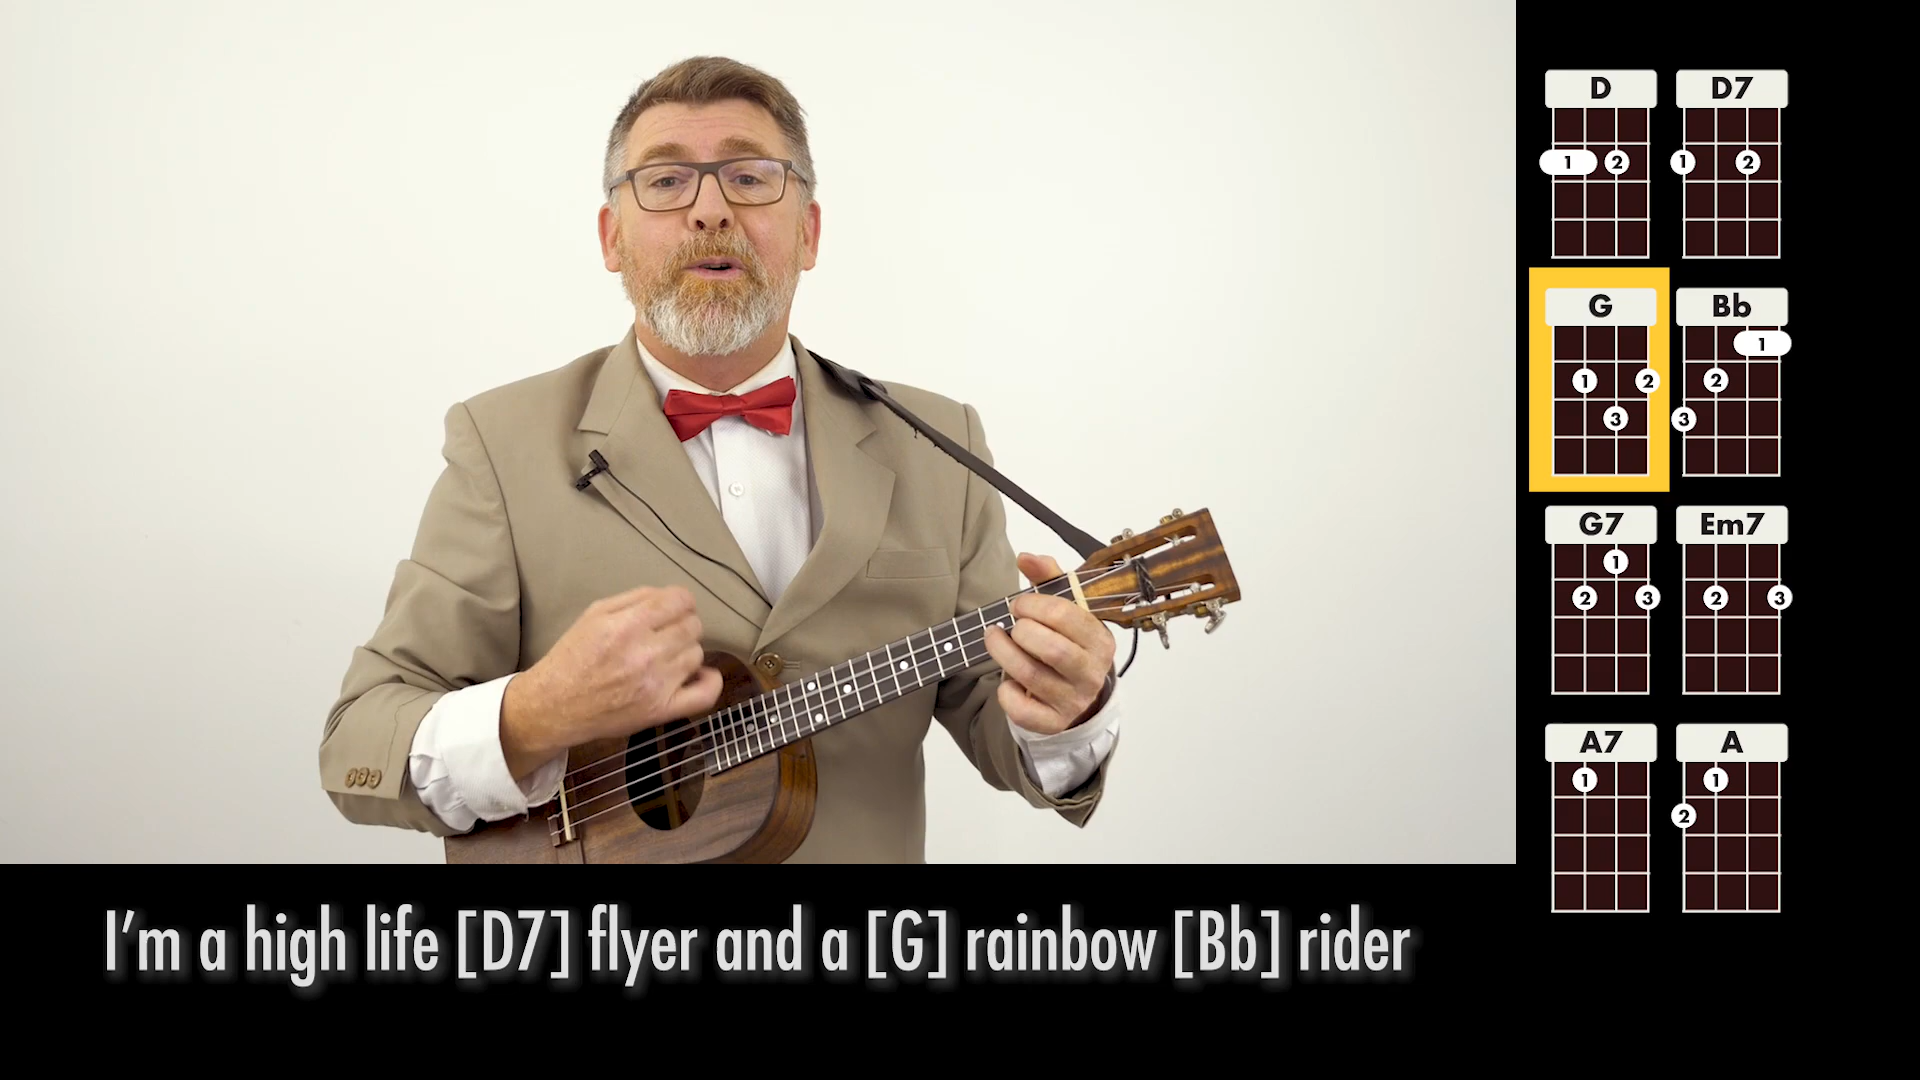 D D7
1 2 1 2
G Bb
1
1 2 2
3 3
G7 Em7
1
2 3 2 3
A7 A
1 1
2
I'm a high life [D7] flyer and a [G] rainbow [Bb] rider